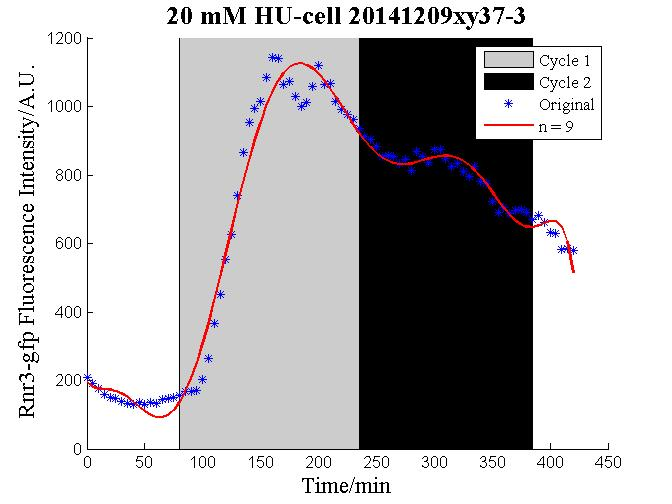 20 mM HU-cell 20141209xy37-3
Rrr3-gfp Fluorescence Intensity/A.U.
1200
1000
800
600
400
200
0
Cycle 1
Cycle 2
Original
n = 9
0 50 100 150 200 250 300 350 400 450
Time/min